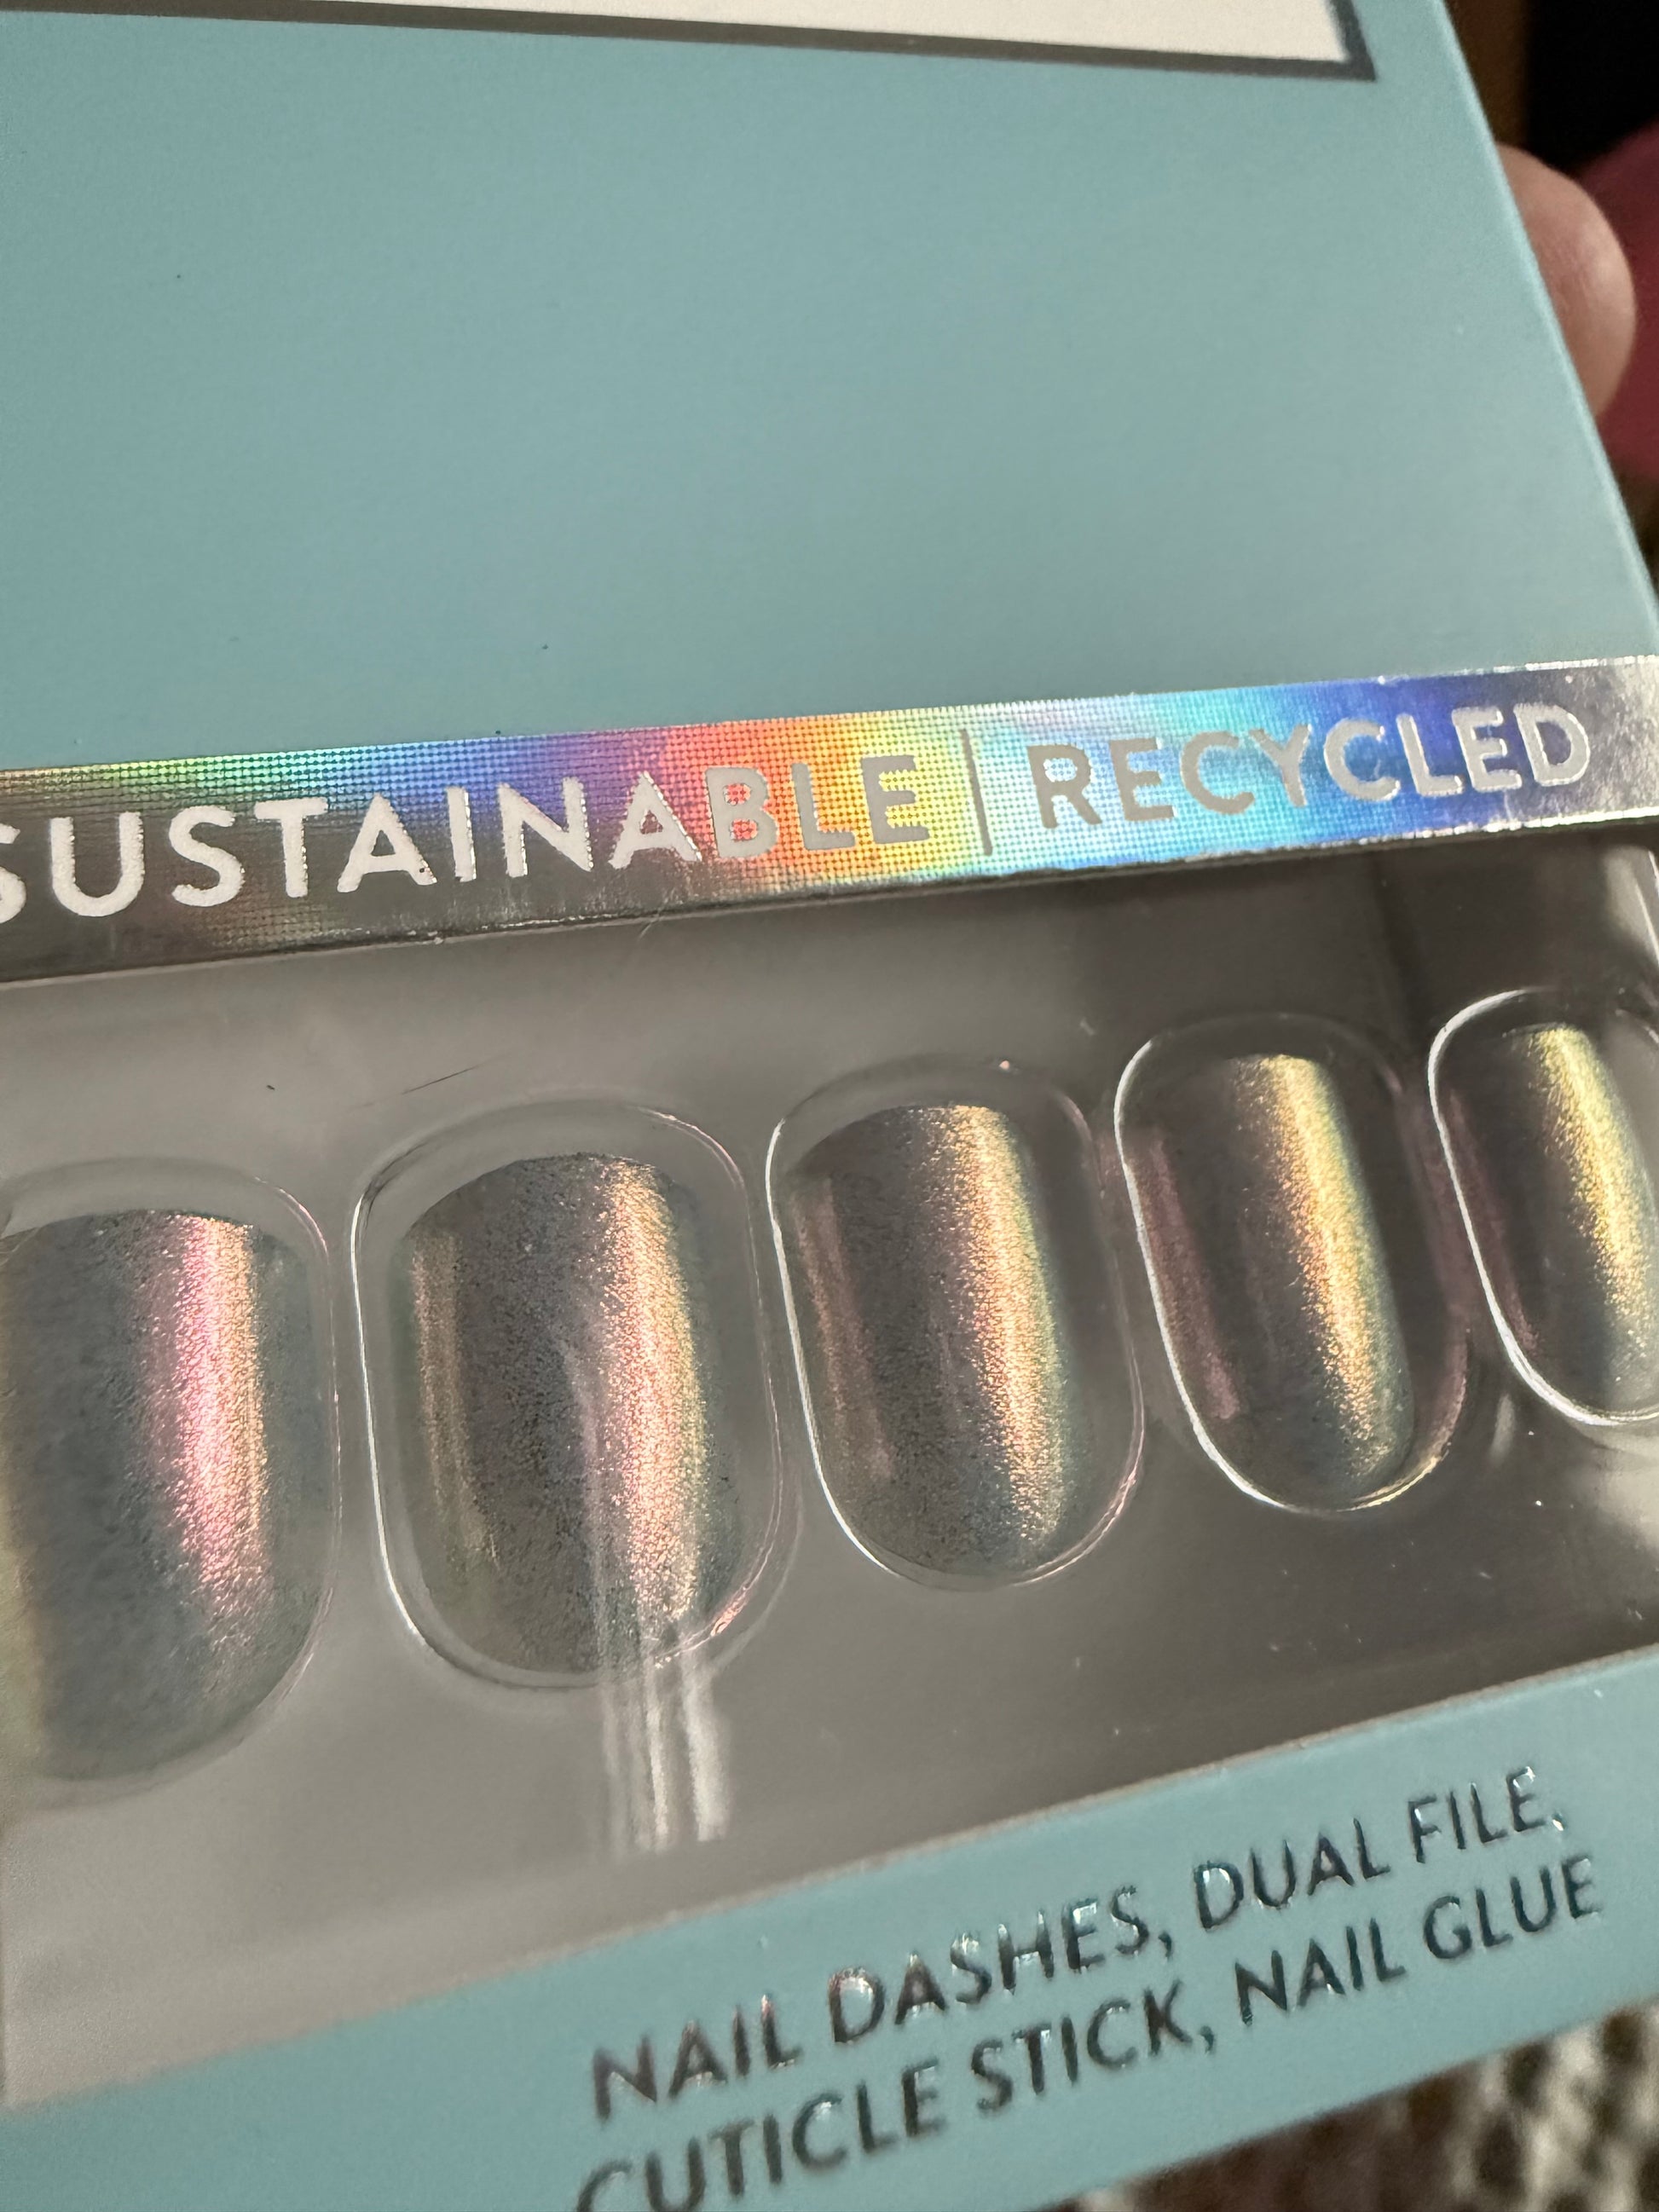 SUSTAINABLE | RECYCLED
NAIL DASHES, DUAL FILE,
CUTICLE STICK, NAIL GLUE